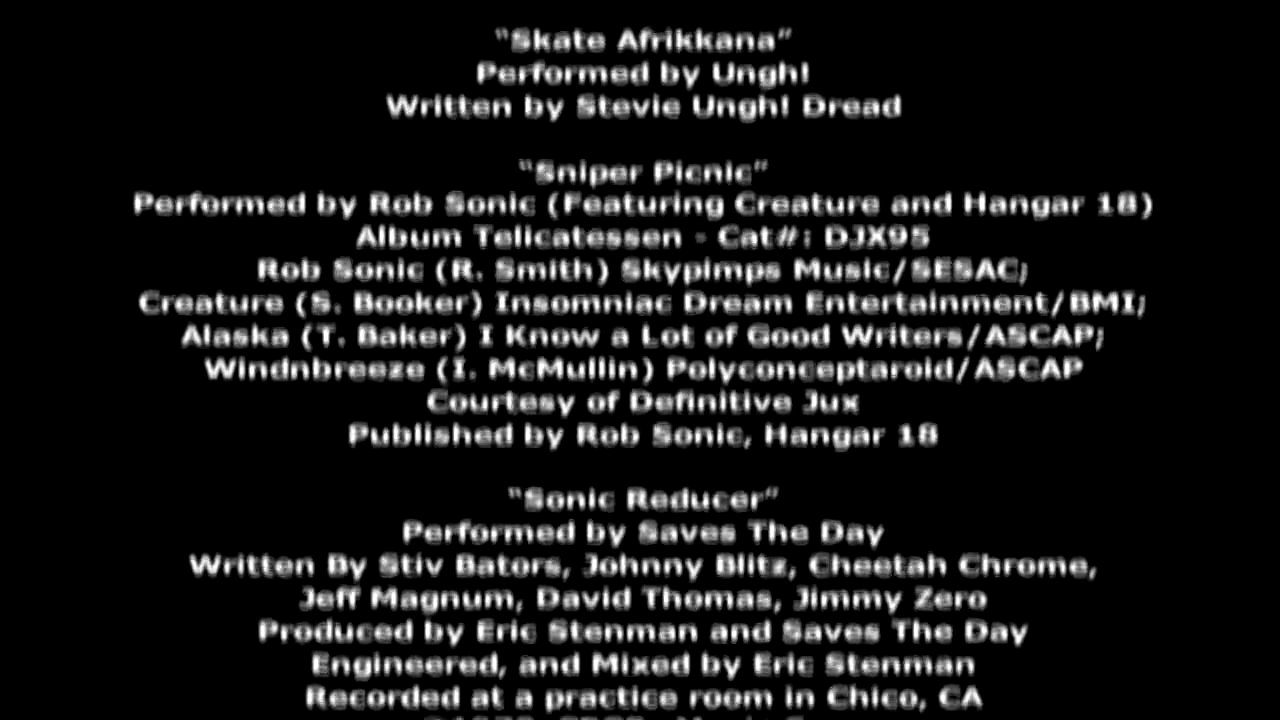 “Skate Afrikkana”
Performed by Ungh!
Written by Stevie Ungh! Dread
“Sniper Picnic”
Performed by Rob Sonic (Featuring Creature and Hangar 18)
Album Telicatessen - Cat#: DJX95
Rob Sonic (R. Smith) Skypimps Music/SESAC;
Creature (S. Booker) Insomniac Dream Entertainment/BMI;
Alaska (T. Baker) I Know a Lot of Good Writers/ASCAP;
Windnbreeze (I. McMullin) Polyconceptaroid/ASCAP
Courtesy of Definitive Jux
Published by Rob Sonic, Hangar 18
“Sonic Reducer”
Performed by Saves The Day
Written By Stiv Bators, Johnny Blitz, Cheetah Chrome,
Jeff Magnum, David Thomas, Jimmy Zero
Produced by Eric Stenman and Saves The Day
Engineered, and Mixed by Eric Stenman
Recorded at a practice room in Chico, CA